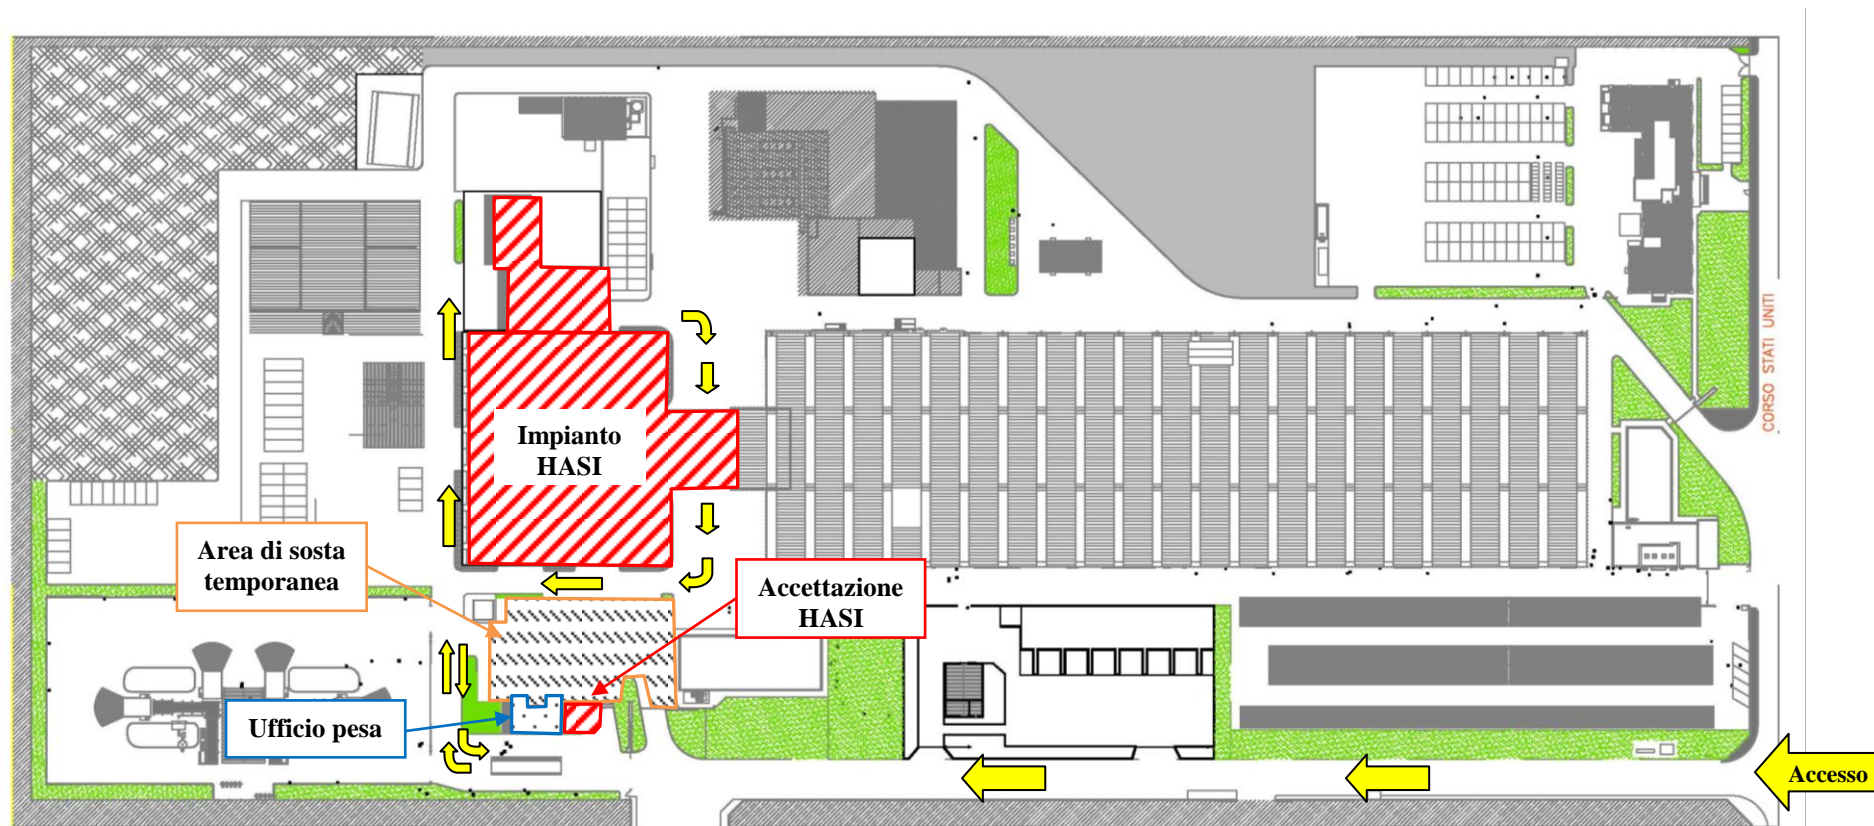 CORSO STATI UNITI
Impianto
HASI
Area di sosta
temporanea
Accettazione
HASI
Ufficio pesa
Accesso